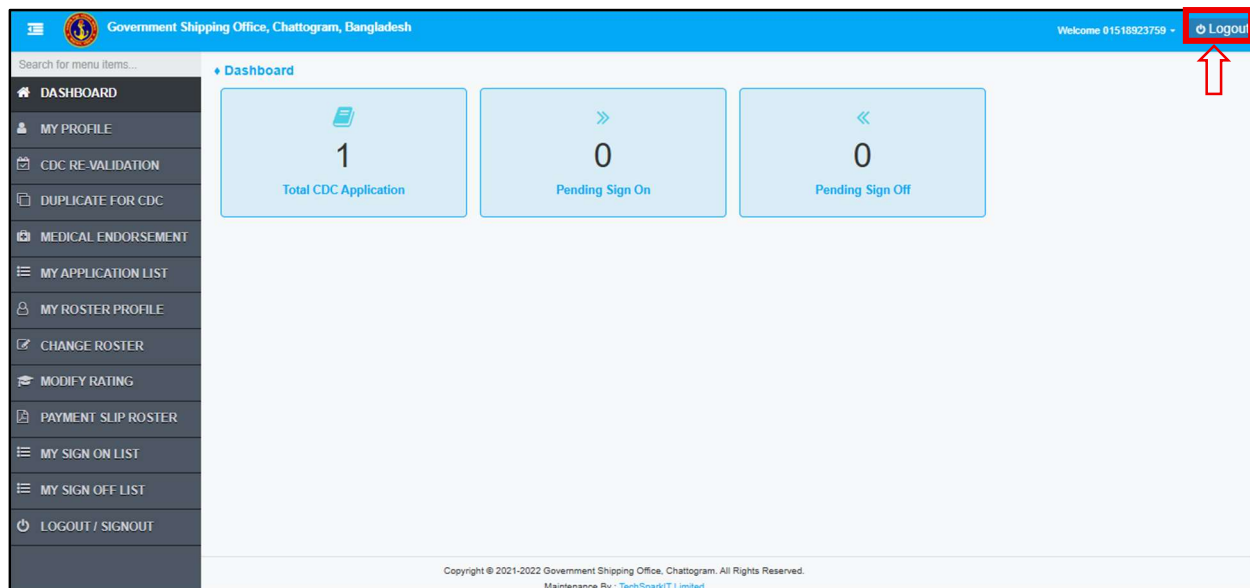 Government Shipping Office, Chattogram, Bangladesh
Welcome 01518923759
Logout
Search for menu items...
DASHBOARD
MY PROFILE
CDC RE-VALIDATION
DUPLICATE FOR CDC
MEDICAL ENDORSEMENT
MY APPLICATION LIST
MY ROSTER PROFILE
CHANGE ROSTER
MODIFY RATING
PAYMENT SLIP ROSTER
MY SIGN ON LIST
MY SIGN OFF LIST
LOGOUT / SIGNOUT
Dashboard
1
Total CDC Application
0
Pending Sign On
0
Pending Sign Off
Copyright © 2021-2022 Government Shipping Office, Chattogram. All Rights Reserved.
Maintenance By : TechSparkIT Limited